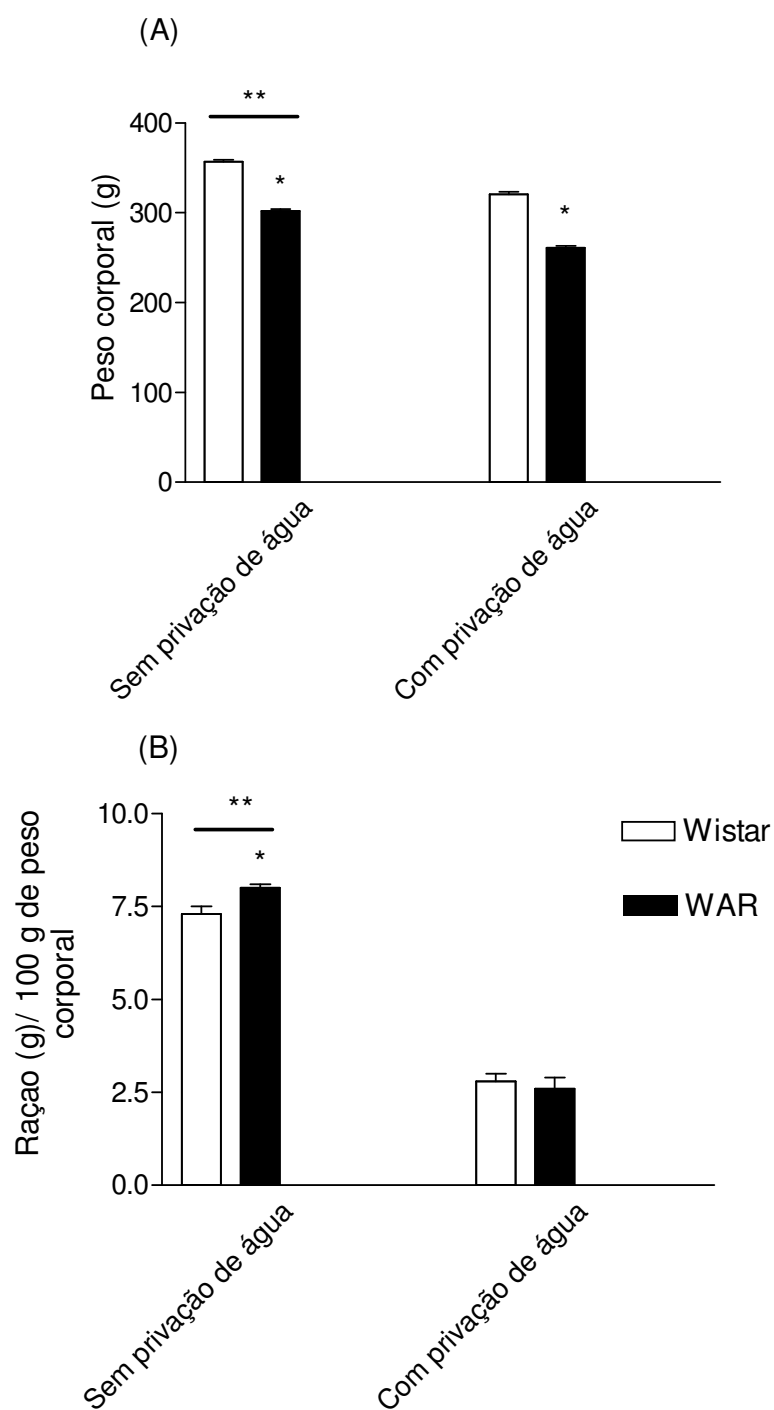 (A)
**
400
*
300
*
200
100
0
Peso corporal (g)
Sem privação de água
Com privação de água
(B)
**
10.0
*
7.5
5.0
2.5
0.0
Raçao (g)/ 100 g de peso
corporal
Wistar
WAR
Sem privação de água
Com privação de água